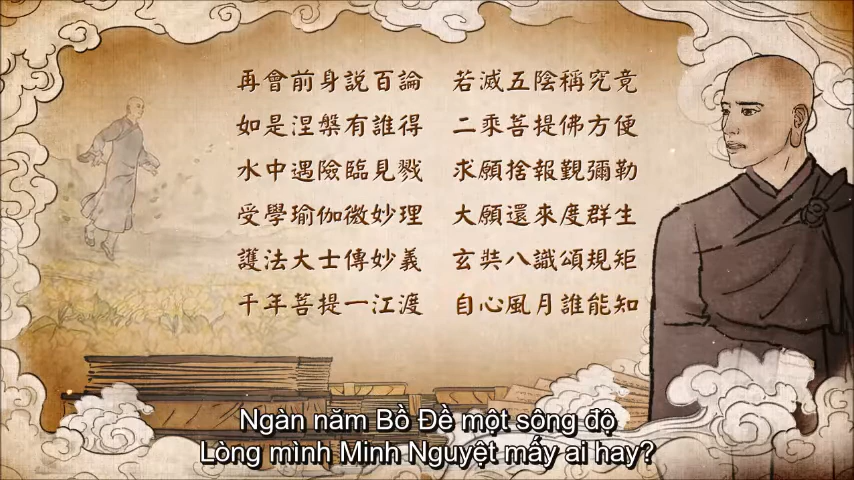 再會前身説百論　若滅五陰稱究竟
如是涅槃有誰得　二乘菩提佛方便
水中遇險臨見戮　求願捨報覲彌勒
受學瑜伽微妙理　大願還來度群生
護法大士傳妙義　玄奘八識頌規矩
千年菩提一江渡　自心風月誰能知
Ngàn năm Bồ Đề một sông độ
Lòng mình Minh Nguyệt mấy ai hay?